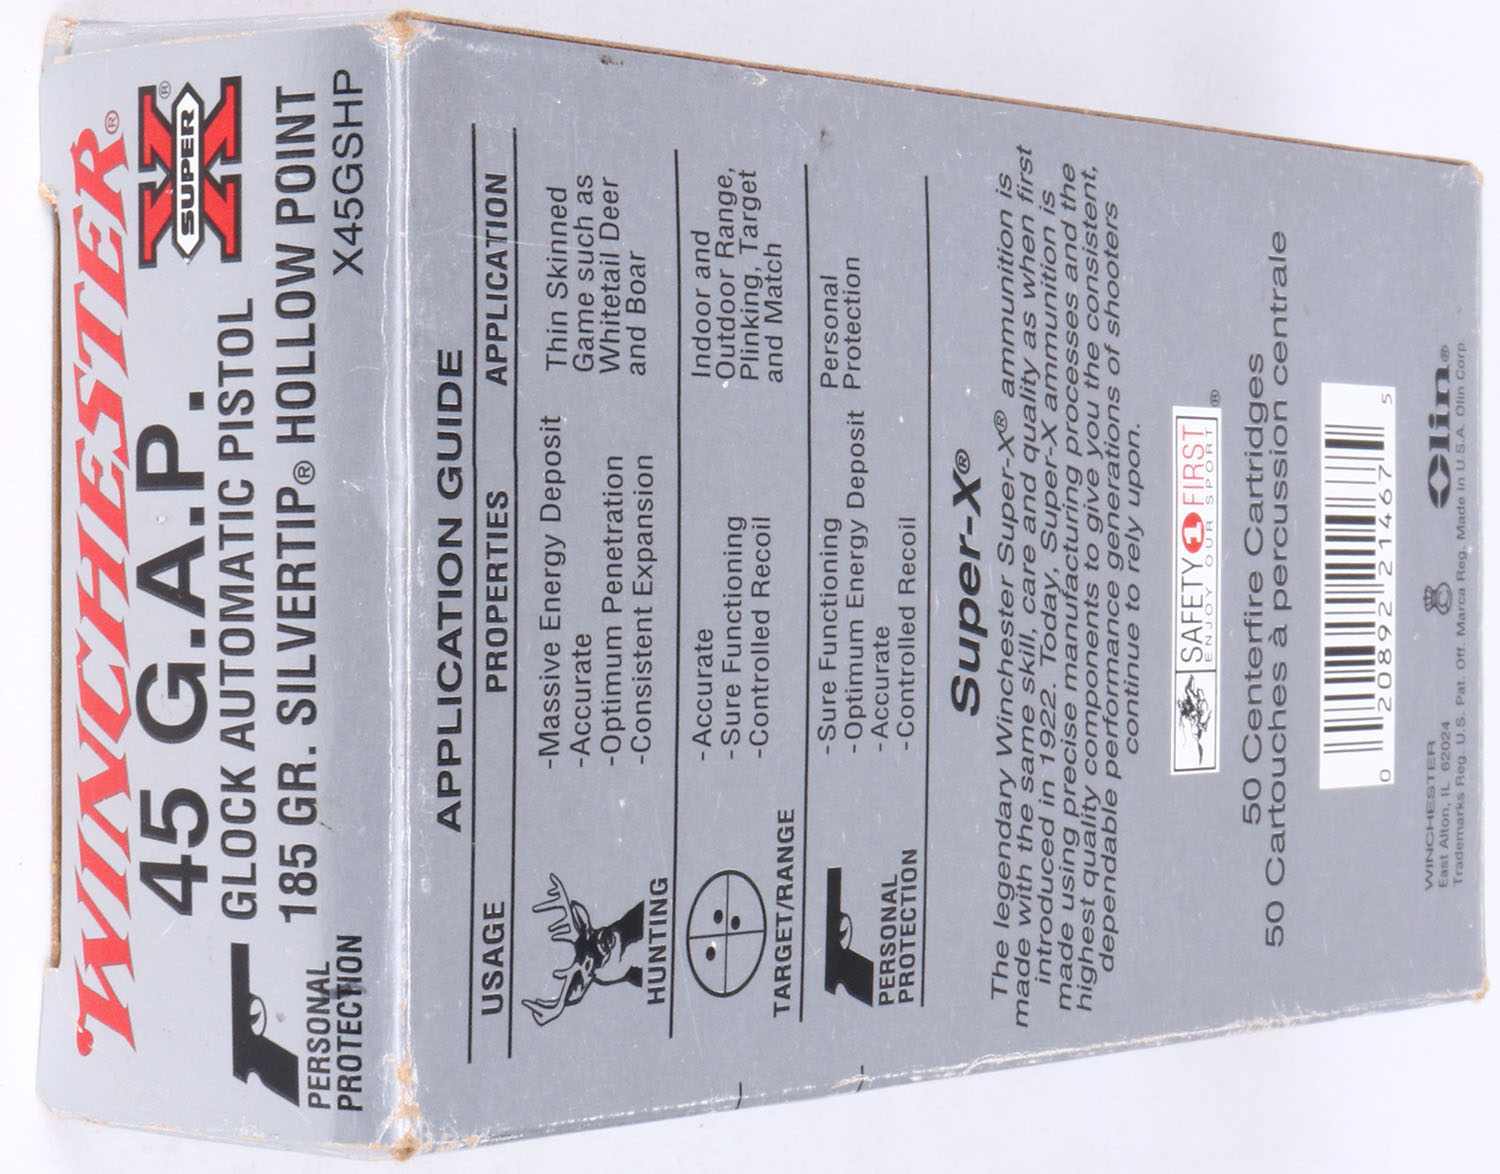 WINCHESTER®
45 G.A.P.
SUPER X®
GLOCK AUTOMATIC PISTOL
185 GR. SILVERTIP® HOLLOW POINT
PERSONAL
PROTECTION
X45GSHP
APPLICATION GUIDE
USAGE PROPERTIES APPLICATION
HUNTING
-Massive Energy Deposit
-Accurate
-Optimum Penetration
-Consistent Expansion
Thin Skinned
Game such as
Whitetail Deer
and Boar
TARGET/RANGE
-Accurate
-Sure Functioning
-Controlled Recoil
Indoor and
Outdoor Range,
Plinking, Target
and Match
PERSONAL
PROTECTION
-Sure Functioning
-Optimum Energy Deposit
-Accurate
-Controlled Recoil
Personal
Protection
Super-X®
The legendary Winchester Super-X® ammunition is
made with the same skill, care and quality as when first
introduced in 1922. Today, Super-X ammunition is
made using precise manufacturing processes and the
highest quality components to give you the consistent,
dependable performance generations of shooters
continue to rely upon.
SAFETY 1 FIRST
ENJOY OUR SPORT ®
50 Centerfire Cartridges
50 Cartouches à percussion centrale
0 20892 21467 5
WINCHESTER
East Alton, IL 62024
Olin®
Trademarks Reg. U.S. Pat. Off. Marca Reg. Made in U.S.A. Olin Corp.